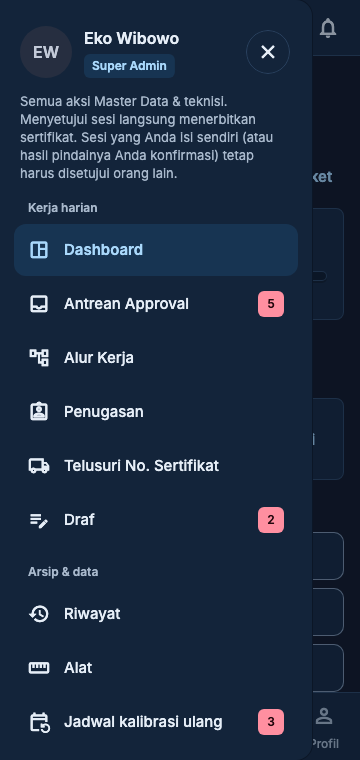 EW
Eko Wibowo
Super Admin
Semua aksi Master Data & teknisi.
Menyetujui sesi langsung menerbitkan
sertifikat. Sesi yang Anda isi sendiri (atau
hasil pindainya Anda konfirmasi) tetap
harus disetujui orang lain.
Kerja harian
Dashboard
Antrean Approval 5
Alur Kerja
Penugasan
Telusuri No. Sertifikat
Draf 2
Arsip & data
Riwayat
Alat
Jadwal kalibrasi ulang 3
ket
Profil